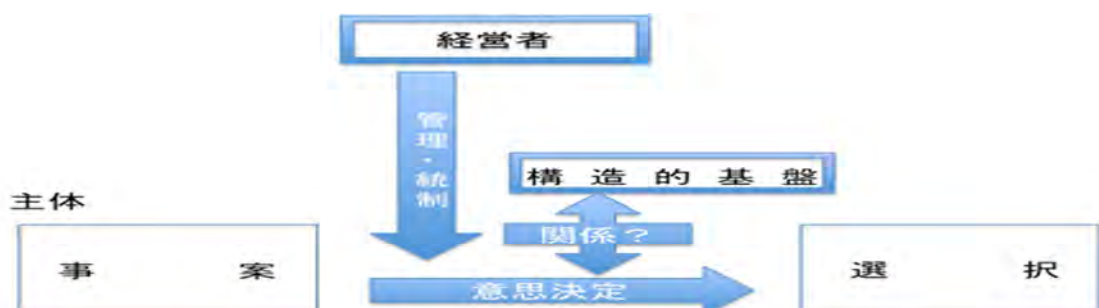 経営者
管理・統制
構造的基盤
主体
関係？
事案
選択
意思決定